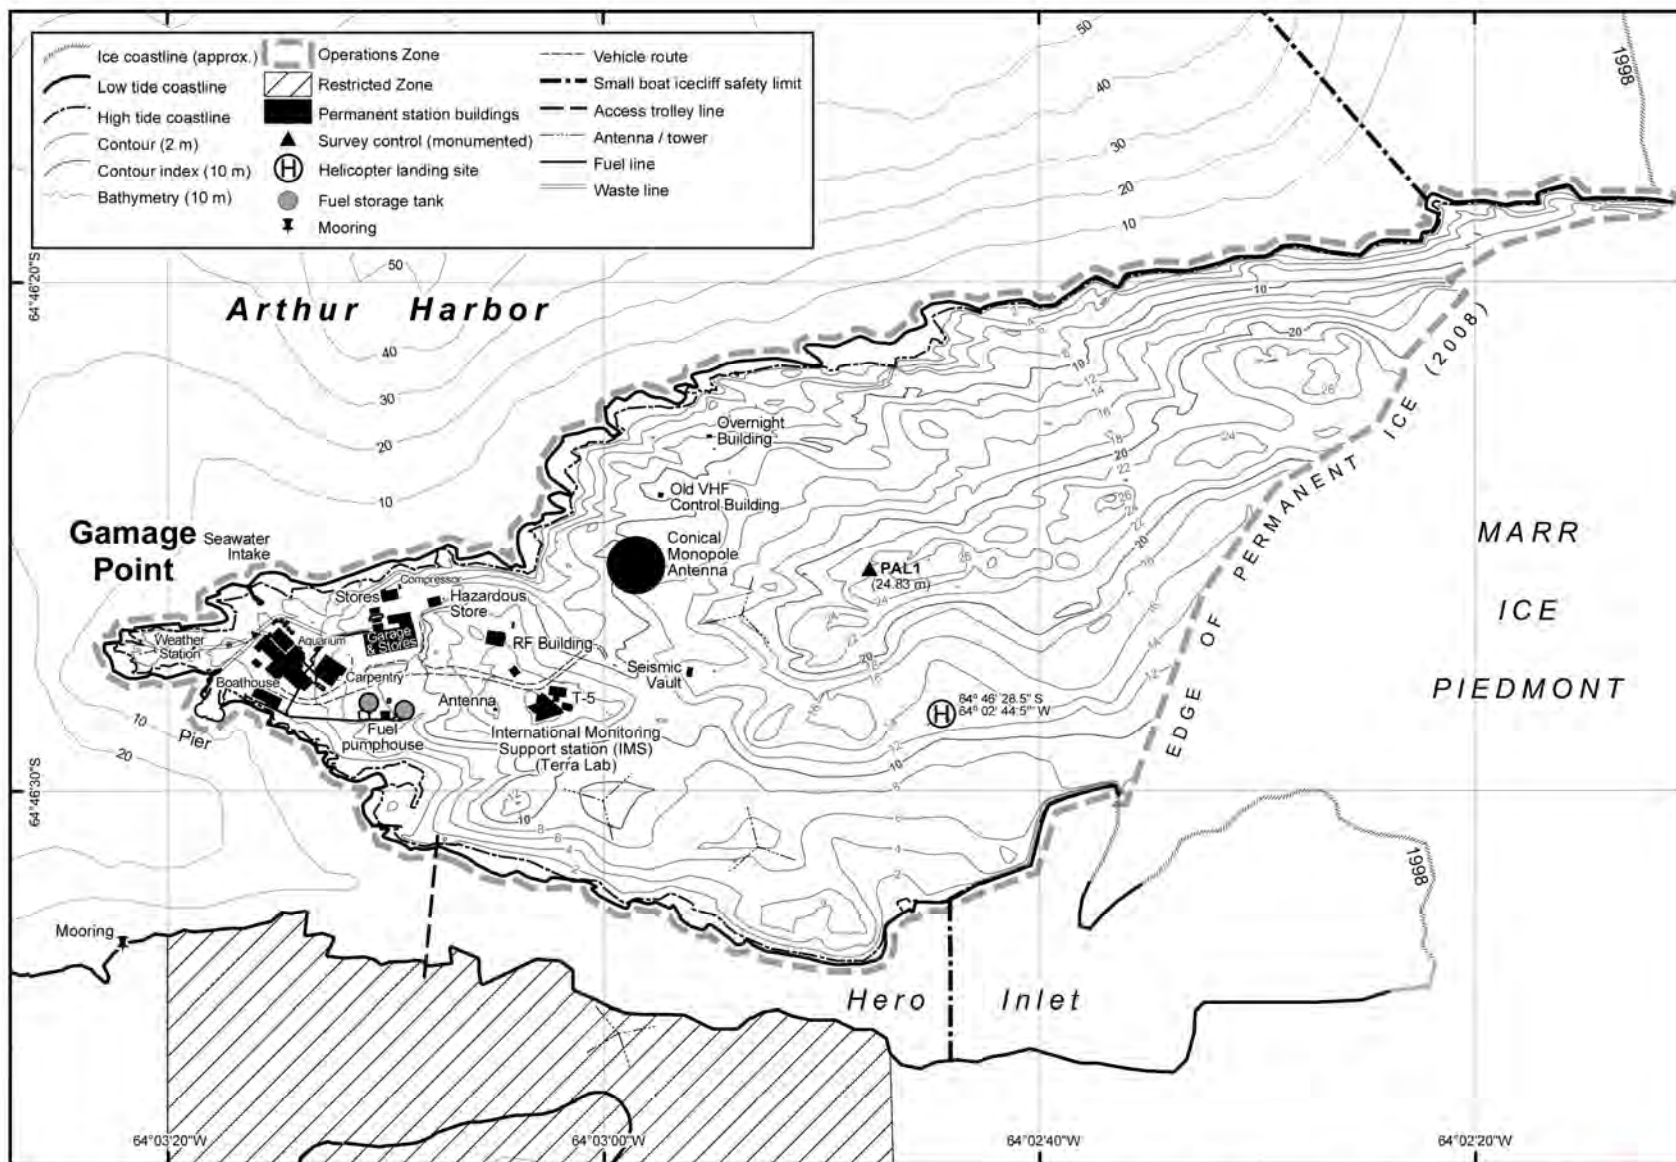 Ice coastline (approx.)
Low tide coastline
High tide coastline
Contour (2 m)
Contour index (10 m)
Bathymetry (10 m)
Operations Zone
Restricted Zone
Permanent station buildings
Survey control (monumented)
H
Helicopter landing site
Fuel storage tank
Mooring
Vehicle route
Small boat icecliff safety limit
Access trolley line
Antenna / tower
Fuel line
Waste line
50
40
30
20
10
1998
64°46'20"S
50
40
30
20
10
Arthur Harbor
Gamage
Point
Seawater
Intake
Weather
Station
Aquarium
Boathouse
Carpentry
Stores
Compressor
Hazardous
Store
Garage
& Stores
RF Building
Antenna
T-5
Fuel
pumphouse
Pier
International Monitoring
Support station (IMS)
(Terra Lab)
Seismic
Vault
Overnight
Building
Old VHF
Control Building
Conical
Monopole
Antenna
PAL1
(24.83 m)
H
64° 46' 28.5" S
64° 02' 44.5" W
EDGE OF PERMANENT ICE (2008)
MARR
ICE
PIEDMONT
10
20
64°46'30"S
1998
Mooring
Hero Inlet
64°03'20"W
64°03'00"W
64°02'40"W
64°02'20"W